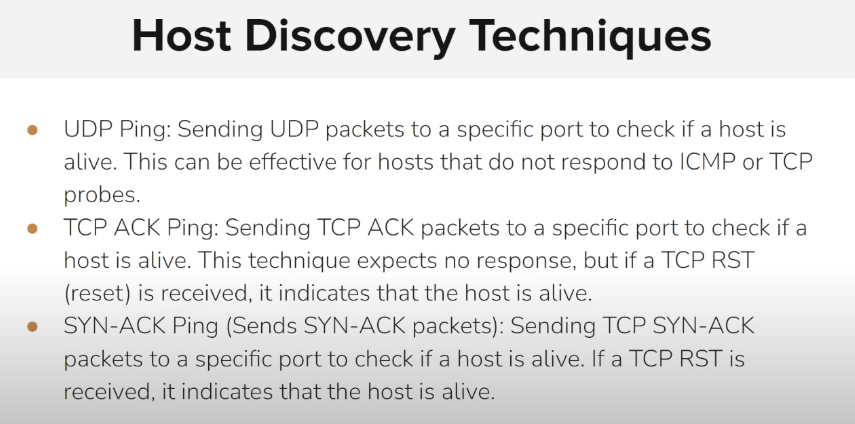 Host Discovery Techniques
● UDP Ping: Sending UDP packets to a specific port to check if a host is
alive. This can be effective for hosts that do not respond to ICMP or TCP
probes.
● TCP ACK Ping: Sending TCP ACK packets to a specific port to check if a
host is alive. This technique expects no response, but if a TCP RST
(reset) is received, it indicates that the host is alive.
● SYN-ACK Ping (Sends SYN-ACK packets): Sending TCP SYN-ACK
packets to a specific port to check if a host is alive. If a TCP RST is
received, it indicates that the host is alive.